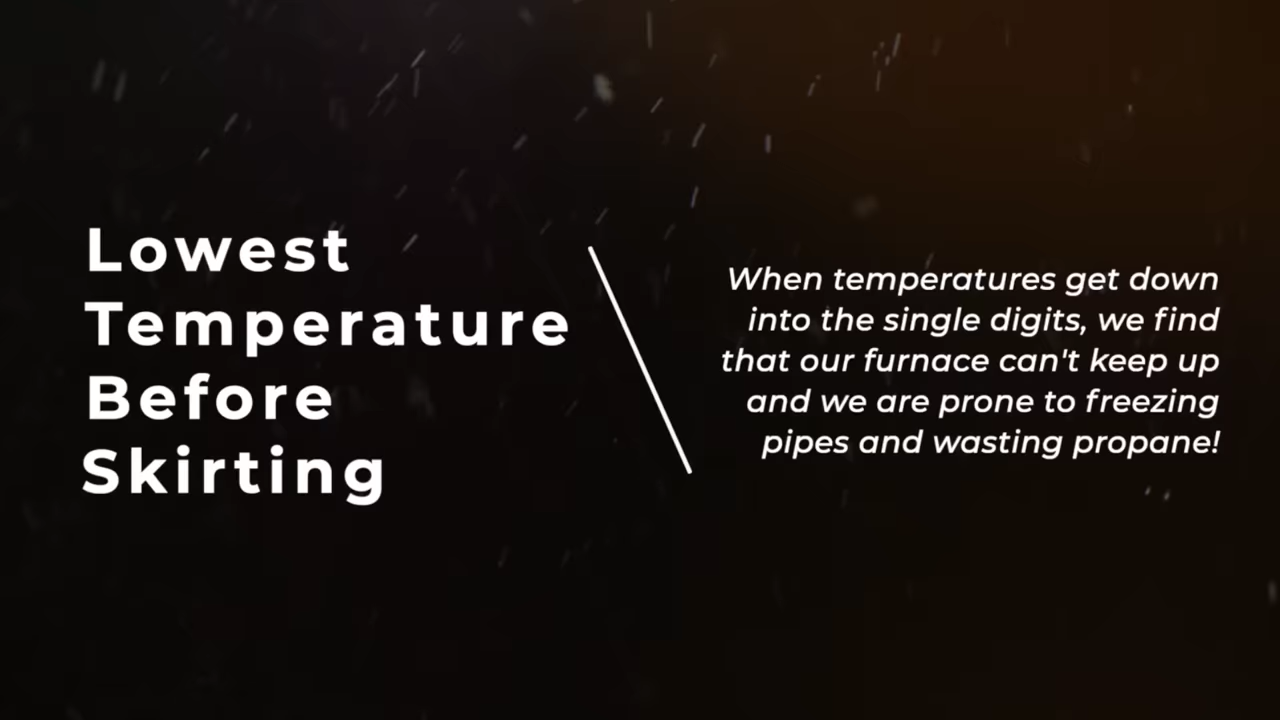 Lowest
Temperature
Before
Skirting
When temperatures get down
into the single digits, we find
that our furnace can't keep up
and we are prone to freezing
pipes and wasting propane!